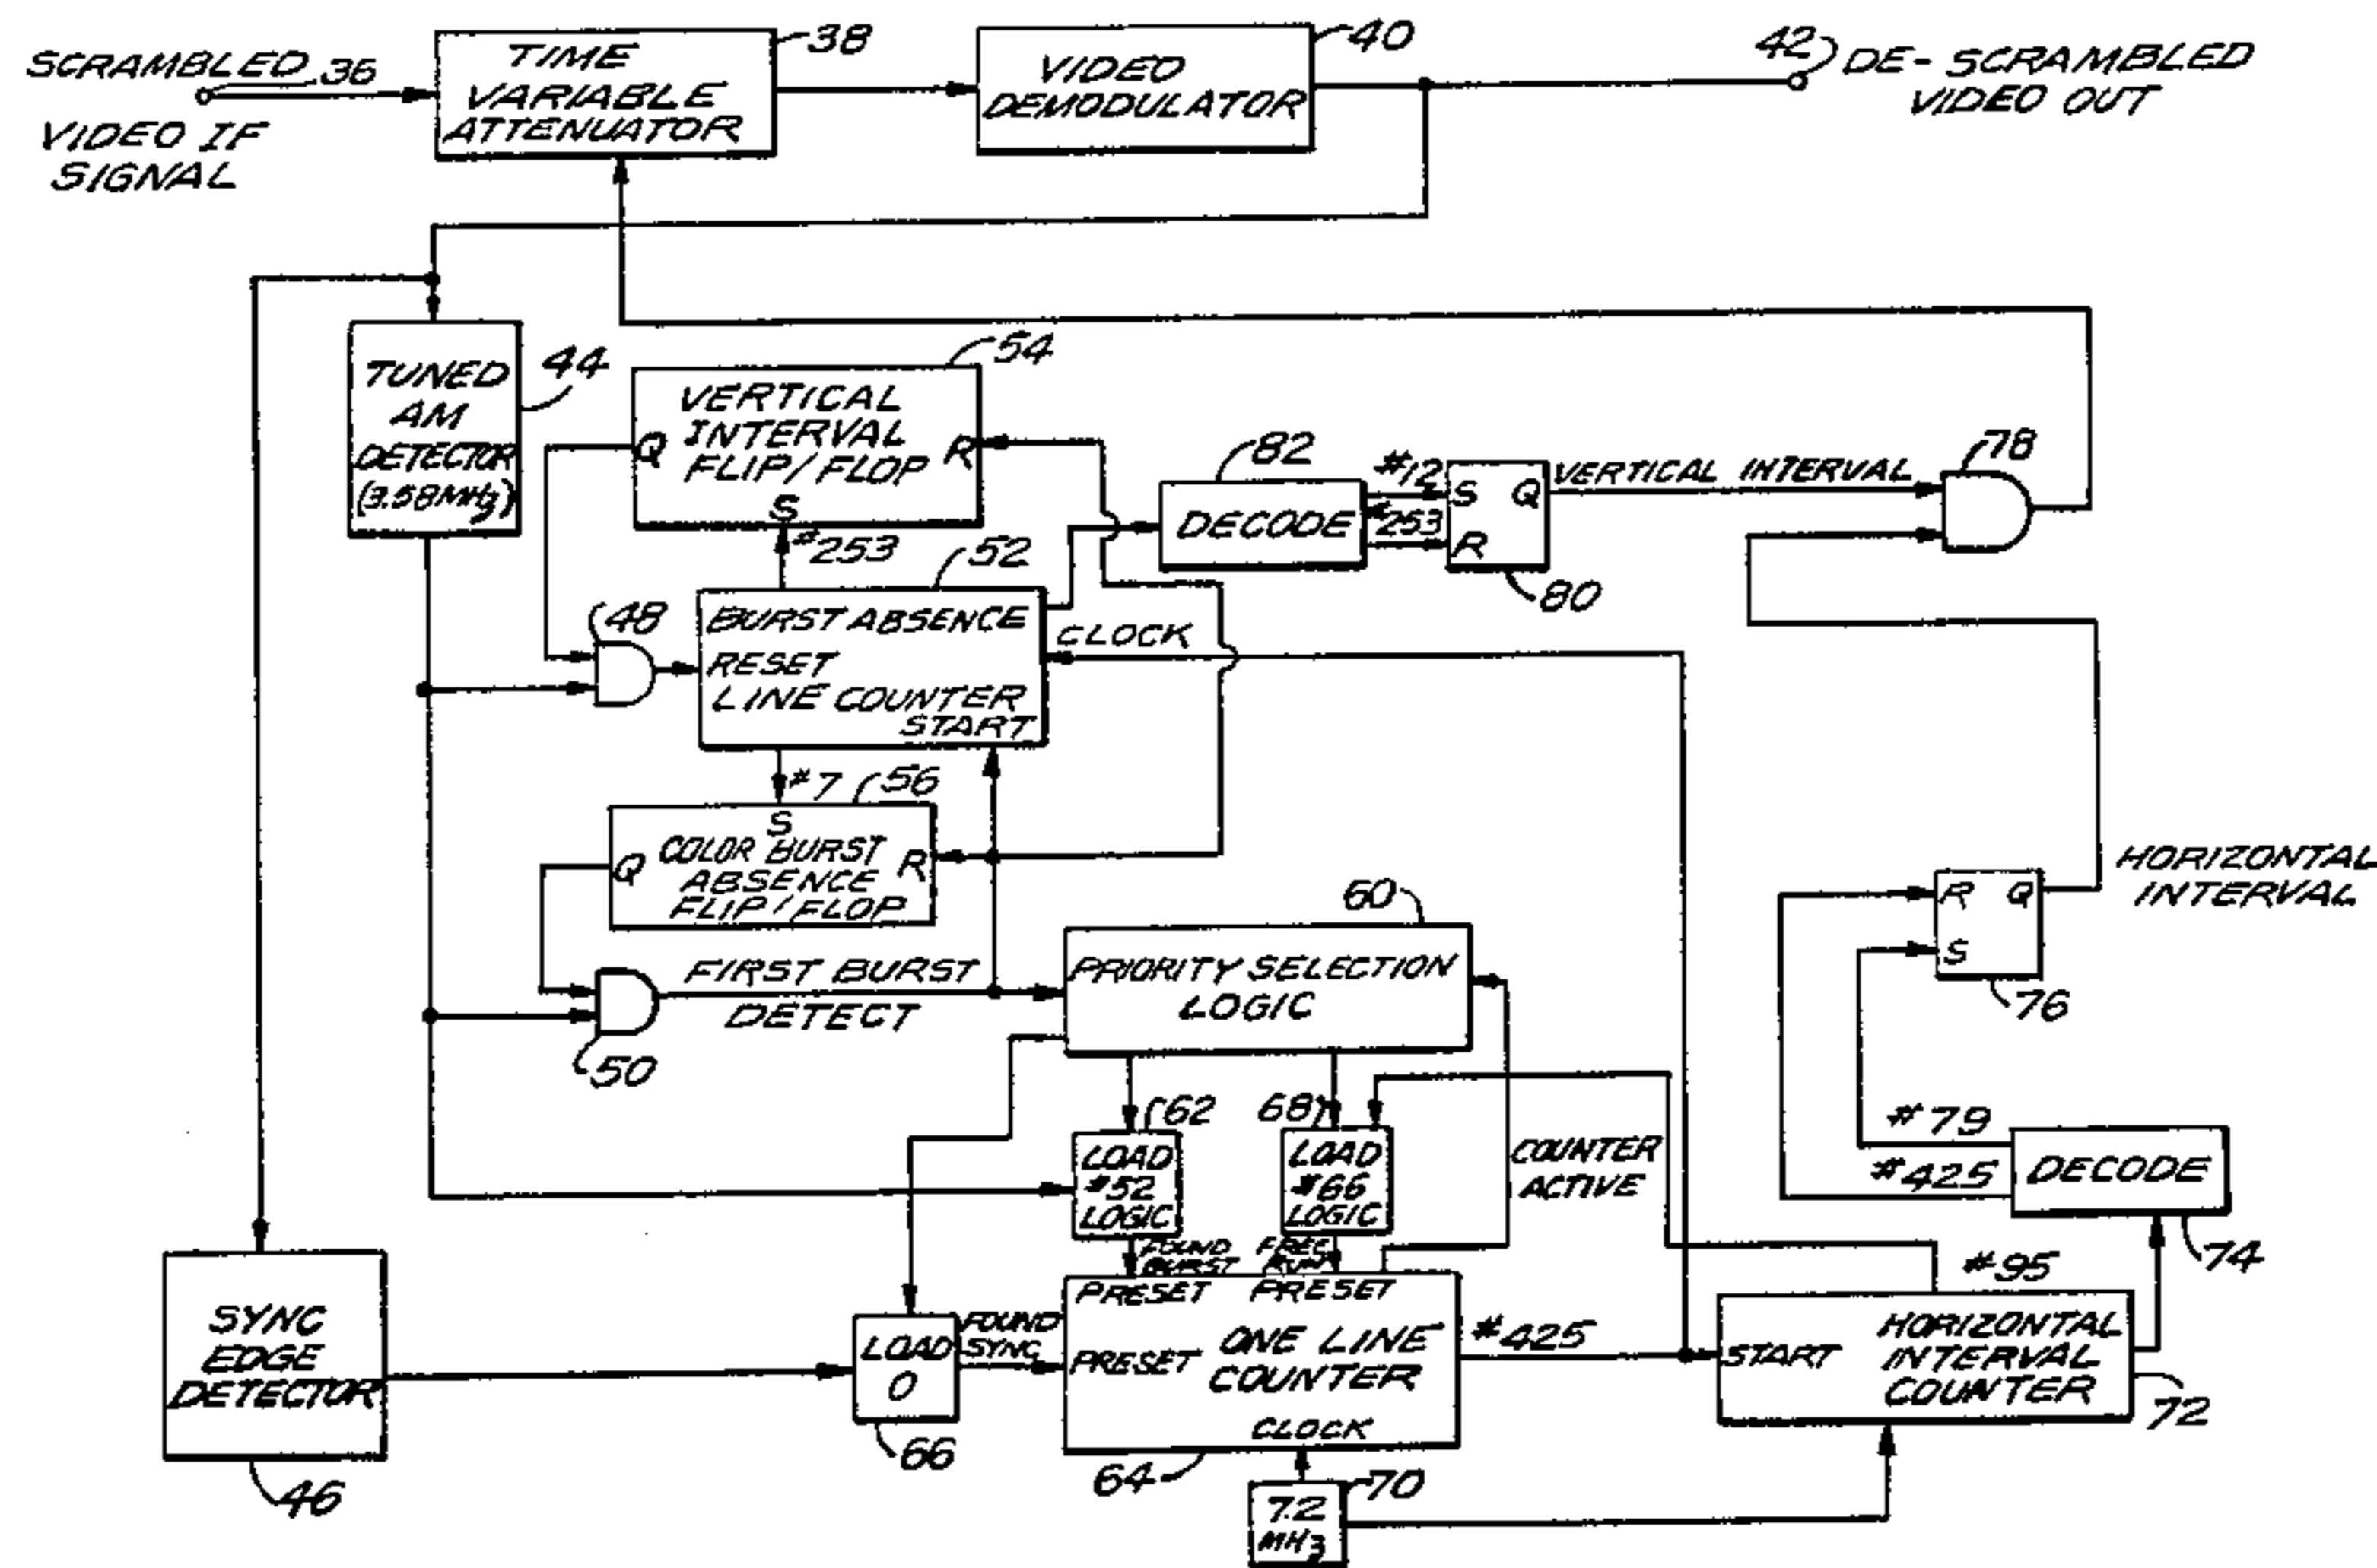 SCRAMBLED 36
VIDEO IF
SIGNAL
TIME
VARIABLE
ATTENUATOR
38
VIDEO
DEMODULATOR
40
42
DE-SCRAMBLED
VIDEO OUT
TUNED
AM
DETECTOR
(3.58MHz)
44
54
VERTICAL
INTERVAL
FLIP/FLOP
Q
R
S
#253
52
82
DECODE
#12
#253
S
Q
R
80
VERTICAL INTERVAL
78
48
BURST ABSENCE
RESET
LINE COUNTER
START
CLOCK
#7
56
S
COLOR BURST
ABSENCE
FLIP/FLOP
Q
R
FIRST BURST
DETECT
50
60
PRIORITY SELECTION
LOGIC
R
Q
S
76
HORIZONTAL
INTERVAL
62
LOAD
#52
LOGIC
68
LOAD
#66
LOGIC
COUNTER
ACTIVE
#79
#425
DECODE
74
FOUND
BURST
FREE
RUN
SYNC
EDGE
DETECTOR
46
LOAD
0
66
FOUND
SYNC
PRESET
PRESET
PRESET
ONE LINE
COUNTER
CLOCK
64
#425
#95
START
HORIZONTAL
INTERVAL
COUNTER
72
7.2
MHz
70